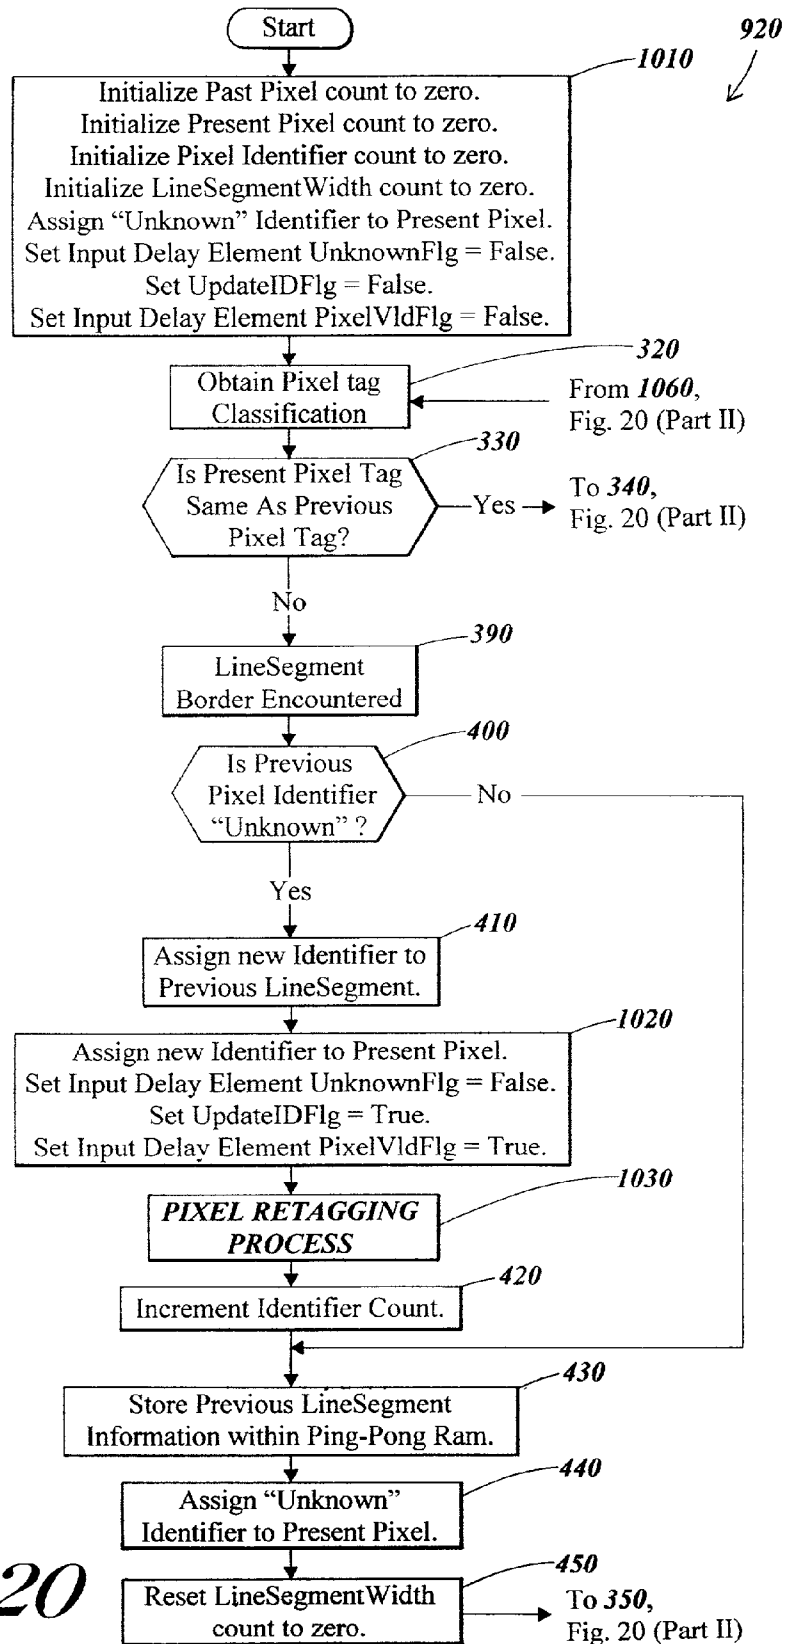 Start
920
1010
Initialize Past Pixel count to zero.
Initialize Present Pixel count to zero.
Initialize Pixel Identifier count to zero.
Initialize LineSegmentWidth count to zero.
Assign “Unknown” Identifier to Present Pixel.
Set Input Delay Element UnknownFlg = False.
Set UpdateIDFlg = False.
Set Input Delay Element PixelVldFlg = False.
320
Obtain Pixel tag
Classification
From 1060,
Fig. 20 (Part II)
330
Is Present Pixel Tag
Same As Previous
Pixel Tag?
Yes
To 340,
Fig. 20 (Part II)
No
390
LineSegment
Border Encountered
400
Is Previous
Pixel Identifier
“Unknown” ?
No
Yes
410
Assign new Identifier to
Previous LineSegment.
1020
Assign new Identifier to Present Pixel.
Set Input Delay Element UnknownFlg = False.
Set UpdateIDFlg = True.
Set Input Delay Element PixelVldFlg = True.
1030
PIXEL RETAGGING
PROCESS
420
Increment Identifier Count.
430
Store Previous LineSegment
Information within Ping-Pong Ram.
440
Assign “Unknown”
Identifier to Present Pixel.
450
Reset LineSegmentWidth
count to zero.
To 350,
Fig. 20 (Part II)
20